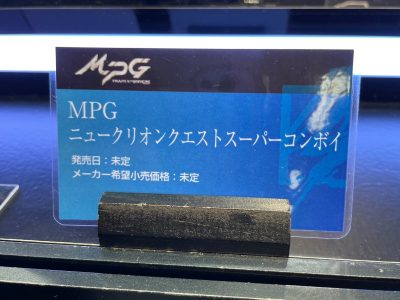 MPG
MPG
ニュークリオンクエストスーパーコンボイ
発売日：未定
メーカー希望小売価格：未定